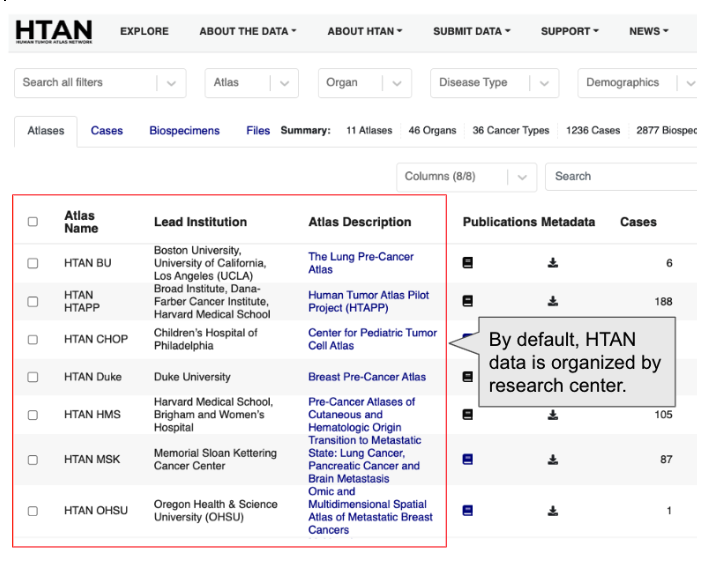 HTAN EXPLORE ABOUT THE DATA ABOUT HTAN SUBMIT DATA SUPPORT NEWS
HUMAN TUMOR ATLAS NETWORK
Search all filters Atlas Organ Disease Type Demographics
Atlases Cases Biospecimens Files Summary: 11 Atlases 46 Organs 36 Cancer Types 1236 Cases 2877 Biospec
Columns (8/8) Search
Atlas
Name
Lead Institution
Atlas Description
Publications Metadata Cases
HTAN BU
Boston University,
University of California,
Los Angeles (UCLA)
The Lung Pre-Cancer
Atlas
6
HTAN
HTAPP
Broad Institute, Dana-
Farber Cancer Institute,
Harvard Medical School
Human Tumor Atlas Pilot
Project (HTAPP)
188
HTAN CHOP
Children's Hospital of
Philadelphia
Center for Pediatric Tumor
Cell Atlas
By default, HTAN
data is organized by
research center.
HTAN Duke
Duke University
Breast Pre-Cancer Atlas
HTAN HMS
Harvard Medical School,
Brigham and Women's
Hospital
Pre-Cancer Atlases of
Cutaneous and
Hematologic Origin
105
HTAN MSK
Memorial Sloan Kettering
Cancer Center
Transition to Metastatic
State: Lung Cancer,
Pancreatic Cancer and
Brain Metastasis
87
HTAN OHSU
Oregon Health & Science
University (OHSU)
Omic and
Multidimensional Spatial
Atlas of Metastatic Breast
Cancers
1